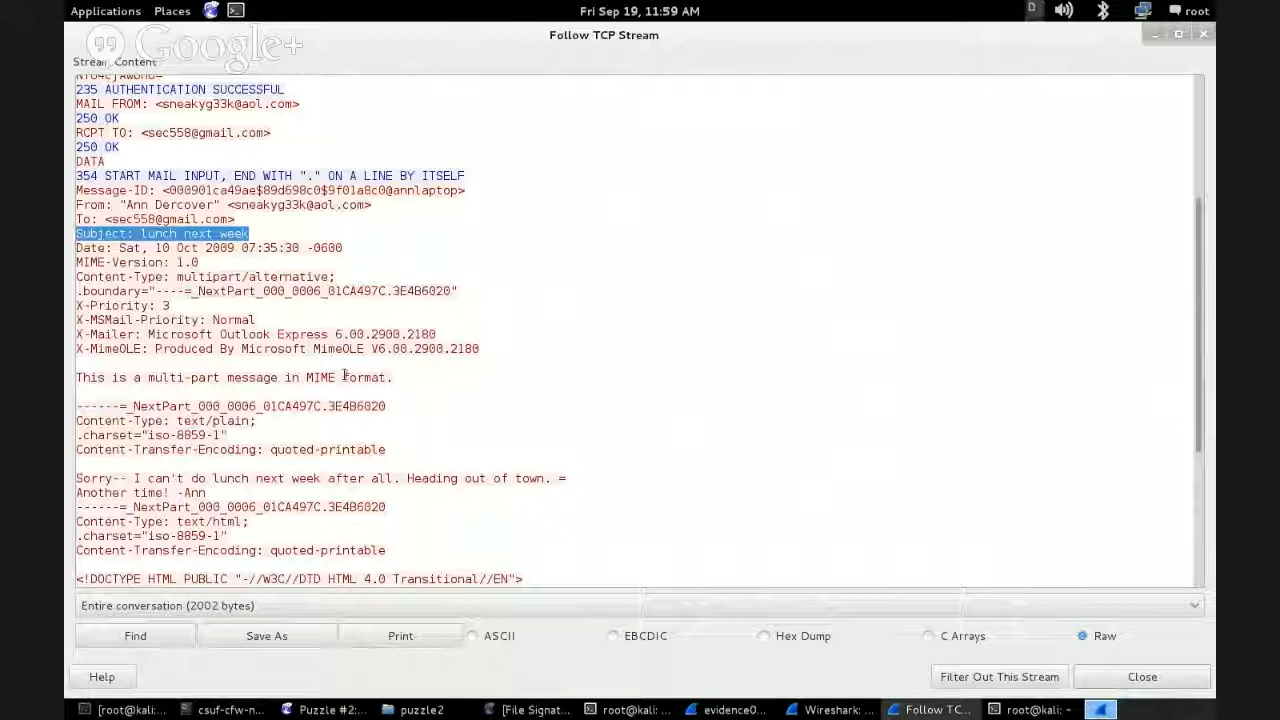 Applications Places Fri Sep 19, 11:59 AM root
Google+
Follow TCP Stream
Stream Content
235 AUTHENTICATION SUCCESSFUL
MAIL FROM: <sneakyg33k@aol.com>
250 OK
RCPT TO: <sec558@gmail.com>
250 OK
DATA
354 START MAIL INPUT, END WITH "." ON A LINE BY ITSELF
Message-ID: <000901ca49ae$89d698c0$9f01a8c0@annlaptop>
From: "Ann Dercover" <sneakyg33k@aol.com>
To: <sec558@gmail.com>
Subject: lunch next week
Date: Sat, 10 Oct 2009 07:35:30 -0600
MIME-Version: 1.0
Content-Type: multipart/alternative;
.boundary="----=_NextPart_000_0006_01CA497C.3E4B6020"
X-Priority: 3
X-MSMail-Priority: Normal
X-Mailer: Microsoft Outlook Express 6.00.2900.2180
X-MimeOLE: Produced By Microsoft MimeOLE V6.00.2900.2180
This is a multi-part message in MIME format.
------=_NextPart_000_0006_01CA497C.3E4B6020
Content-Type: text/plain;
.charset="iso-8859-1"
Content-Transfer-Encoding: quoted-printable
Sorry-- I can't do lunch next week after all. Heading out of town. =
Another time! -Ann
------=_NextPart_000_0006_01CA497C.3E4B6020
Content-Type: text/html;
.charset="iso-8859-1"
Content-Transfer-Encoding: quoted-printable
<!DOCTYPE HTML PUBLIC "-//W3C//DTD HTML 4.0 Transitional//EN">
Entire conversation (2002 bytes)
Find Save As Print ASCII EBCDIC Hex Dump C Arrays Raw
Help Filter Out This Stream Close
[root@kali:... csuf-cfw-n... Puzzle #2:... puzzle2 [File Signat... root@kali: ... evidence0... Wireshark: ... Follow TC... root@kali: ~